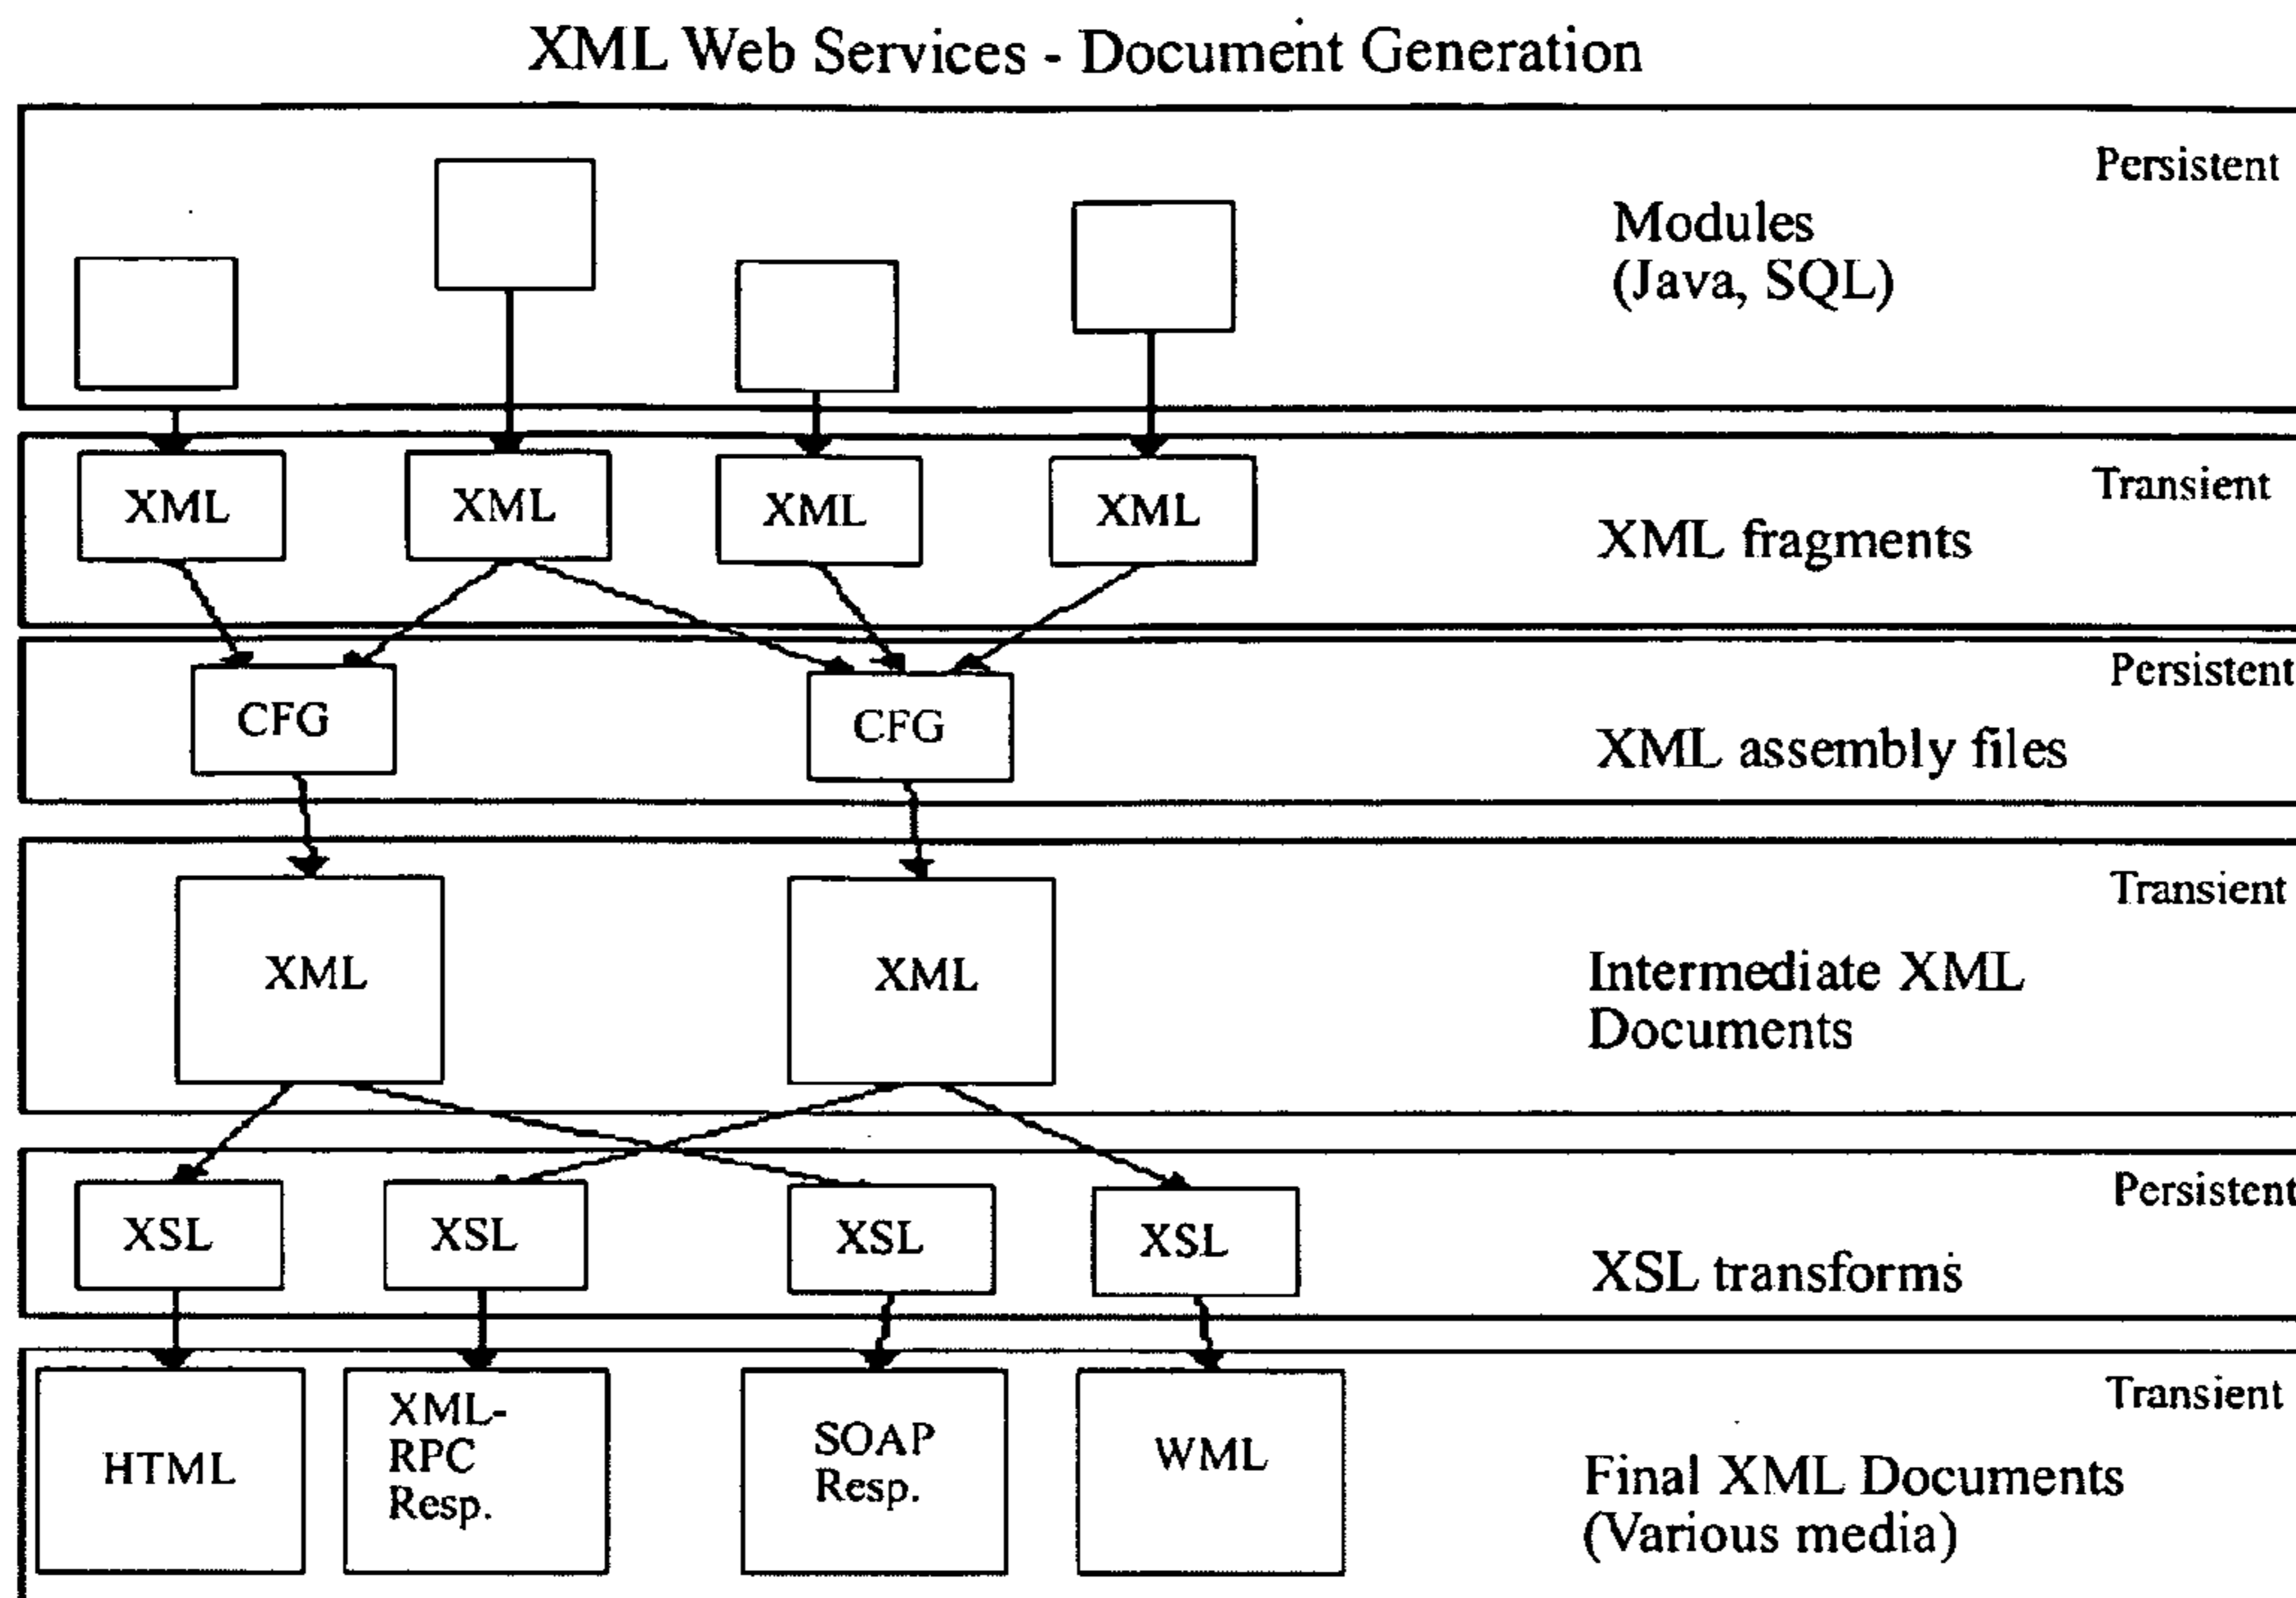 XML Web Services - Document Generation
Persistent
Modules
(Java, SQL)
Transient
XML XML XML XML
XML fragments
Persistent
CFG CFG
XML assembly files
Transient
XML XML
Intermediate XML
Documents
Persistent
XSL XSL XSL XSL
XSL transforms
Transient
HTML
XML-
RPC
Resp.
SOAP
Resp.
WML
Final XML Documents
(Various media)